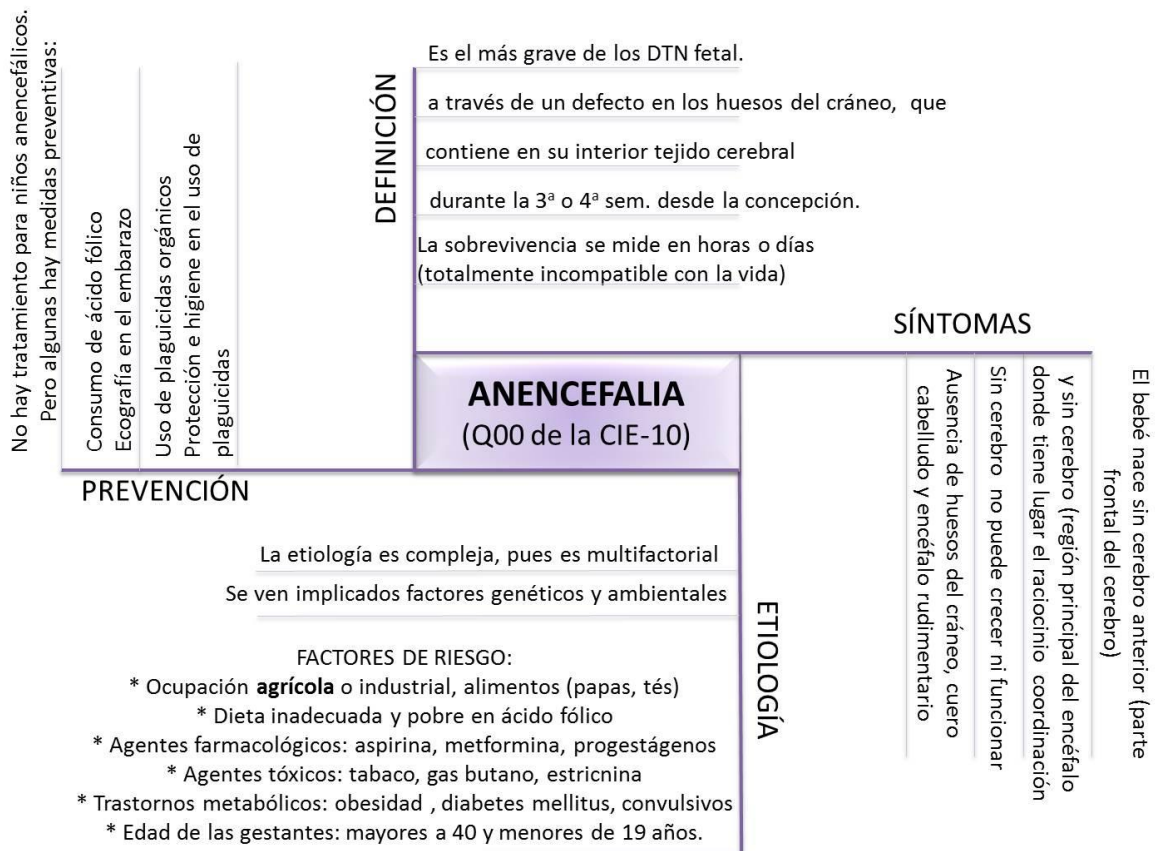 ANENCEFALIA
(Q00 de la CIE-10)
DEFINICIÓN
Es el más grave de los DTN fetal.
a través de un defecto en los huesos del cráneo, que
contiene en su interior tejido cerebral
durante la 3ª o 4ª sem. desde la concepción.
La sobrevivencia se mide en horas o días
(totalmente incompatible con la vida)
SÍNTOMAS
El bebé nace sin cerebro anterior (parte
frontal del cerebro)
y sin cerebro (región principal del encéfalo
donde tiene lugar el raciocinio coordinación
Sin cerebro no puede crecer ni funcionar
Ausencia de huesos del cráneo, cuero
cabelludo y encéfalo rudimentario
ETIOLOGÍA
La etiología es compleja, pues es multifactorial
Se ven implicados factores genéticos y ambientales
FACTORES DE RIESGO:
* Ocupación agrícola o industrial, alimentos (papas, tés)
* Dieta inadecuada y pobre en ácido fólico
* Agentes farmacológicos: aspirina, metformina, progestágenos
* Agentes tóxicos: tabaco, gas butano, estricnina
* Trastornos metabólicos: obesidad , diabetes mellitus, convulsivos
* Edad de las gestantes: mayores a 40 y menores de 19 años.
PREVENCIÓN
No hay tratamiento para niños anencefálicos.
Pero algunas hay medidas preventivas:
Consumo de ácido fólico
Ecografía en el embarazo
Uso de plaguicidas orgánicos
Protección e higiene en el uso de
plaguicidas